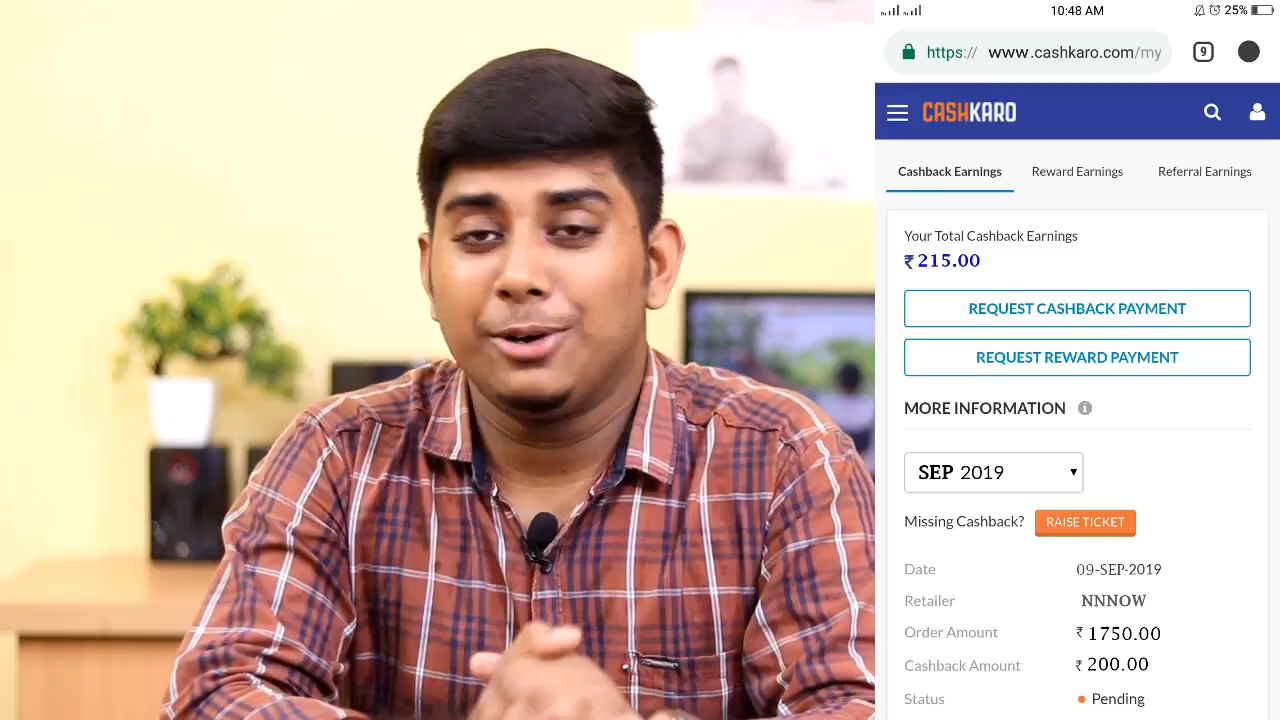 10:48 AM 25%
https:// www.cashkaro.com/my 9
CASHKARO
Cashback Earnings Reward Earnings Referral Earnings
Your Total Cashback Earnings
₹ 215.00
REQUEST CASHBACK PAYMENT
REQUEST REWARD PAYMENT
MORE INFORMATION
SEP 2019
Missing Cashback? RAISE TICKET
Date 09-SEP-2019
Retailer NNNOW
Order Amount ₹ 1750.00
Cashback Amount ₹ 200.00
Status Pending